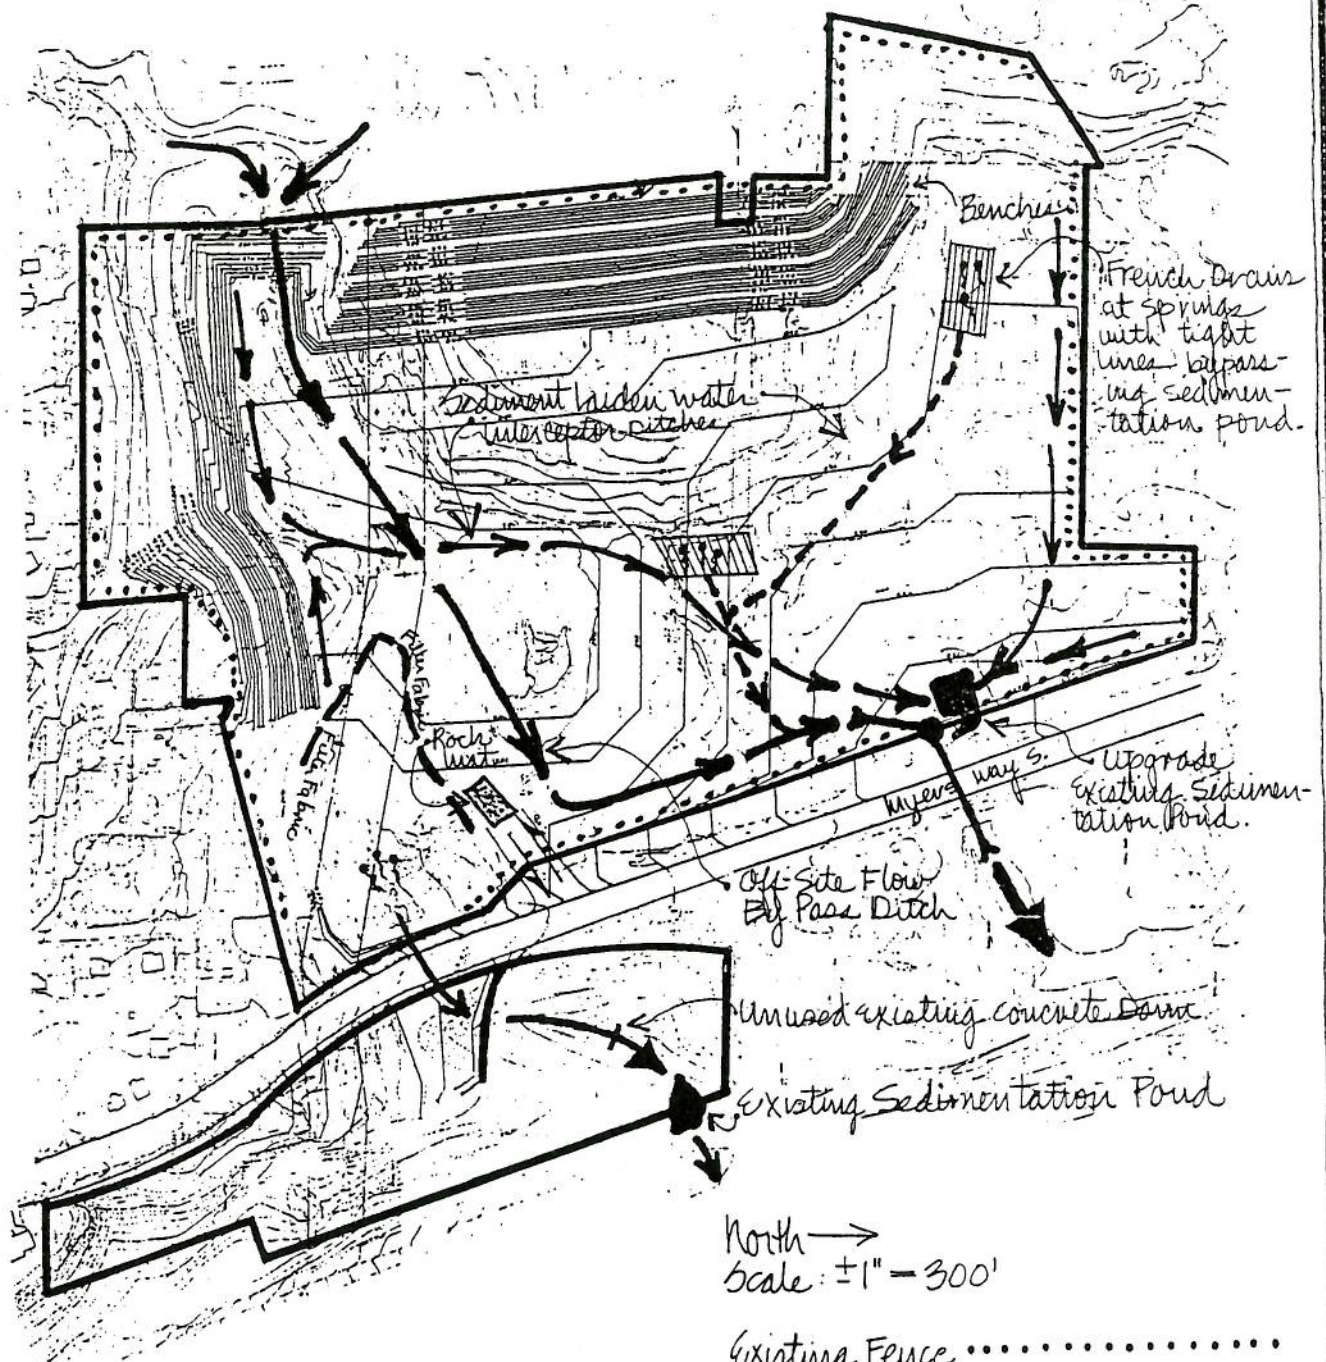 Benches
French Drains
at Springs
with tight
lines bypass-
ing sedimen-
tation pond.
Sediment laiden water
interceptor ditches
Filter Fabric
Filter Fabric
Rock
Myers Way S.
Upgrade
Existing Sedimen-
tation Pond.
Off-Site Flow
By Pass Ditch
Unused existing concrete Dam
Existing Sedimentation Pond
North
Scale: ±1" = 300'
Existing Fence